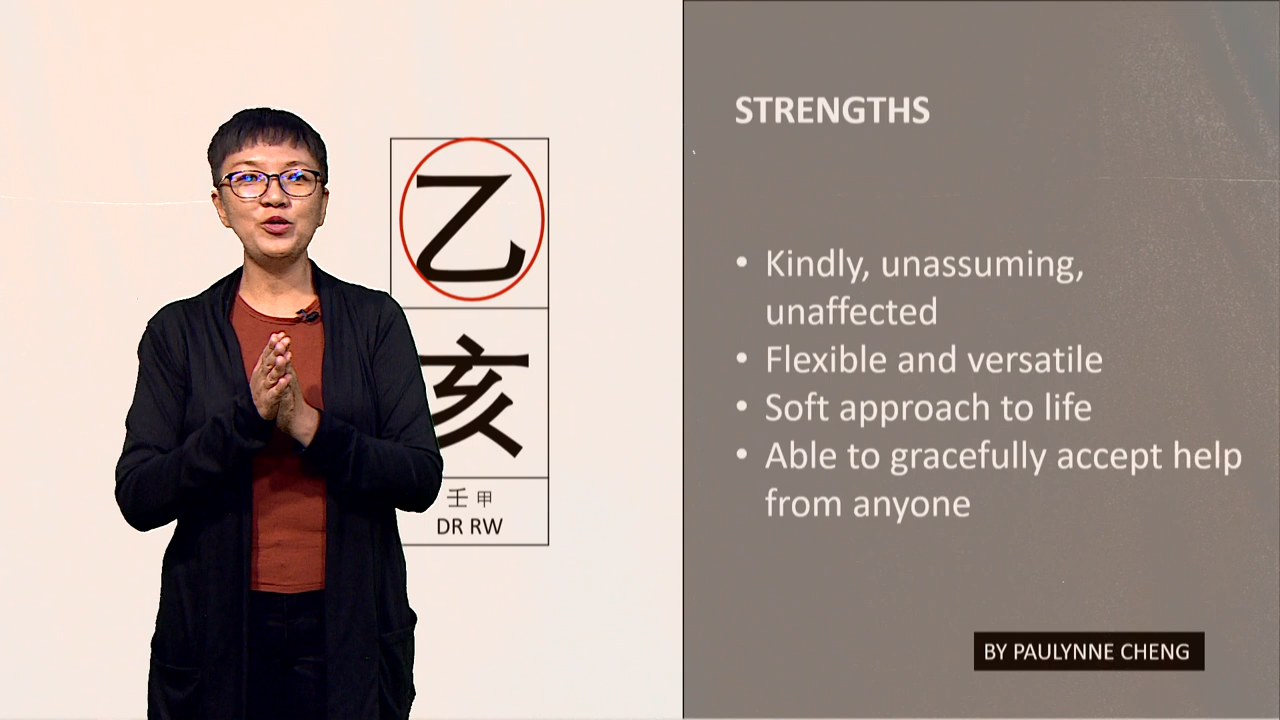 乙
亥
壬 甲
DR RW
STRENGTHS
• Kindly, unassuming,
unaffected
• Flexible and versatile
• Soft approach to life
• Able to gracefully accept help
from anyone
BY PAULYNNE CHENG